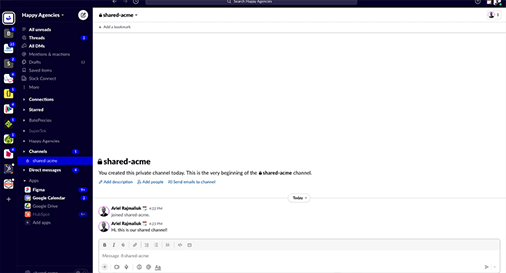 Search Happy Agencies
Happy Agencies
shared-acme
Add a bookmark
All unreads
Threads
All DMs
Mentions & reactions
Drafts
Saved items
Slack Connect
More
Connections
Starred
BatePrecios
Happy Agencies
Channels
shared-acme
Direct messages
Apps
Figma
Google Calendar
Google Drive
HubSpot
Add apps
shared-acme
You created this private channel today. This is the very beginning of the shared-acme channel.
Add description
Add people
Send emails to channel
Today
Ariel Rajmaliuk 4:22 PM
joined shared-acme.
Ariel Rajmaliuk 4:23 PM
Hi, this is our shared channel!
Message shared-acme